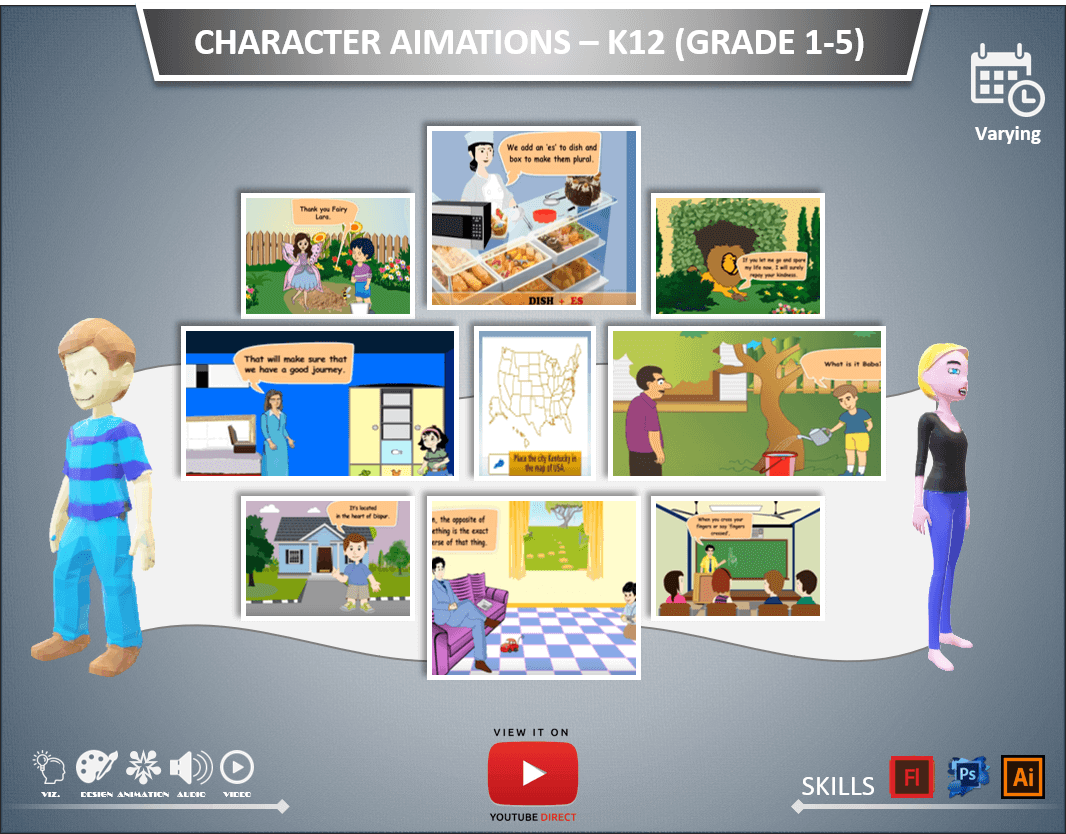 CHARACTER AIMATIONS – K12 (GRADE 1-5)
Varying
We add an 'es' to dish and
box to make them plural.
DISH + ES
Thank you Fairy
Lara.
If you let me go and spare
my life now, I will surely
repay your kindness.
That will make sure that
we have a good journey.
Place the city Kentucky in
the map of USA.
What is it Baba?
It's located
in the heart of Dispur.
n, the opposite of
ething is the exact
erse of that thing.
When you cross your
fingers or say 'fingers
crossed',
VIEW IT ON
YOUTUBE DIRECT
VIZ.
DESIGN
ANIMATION
AUDIO
VIDEO
SKILLS
Fl
Ps
Ai